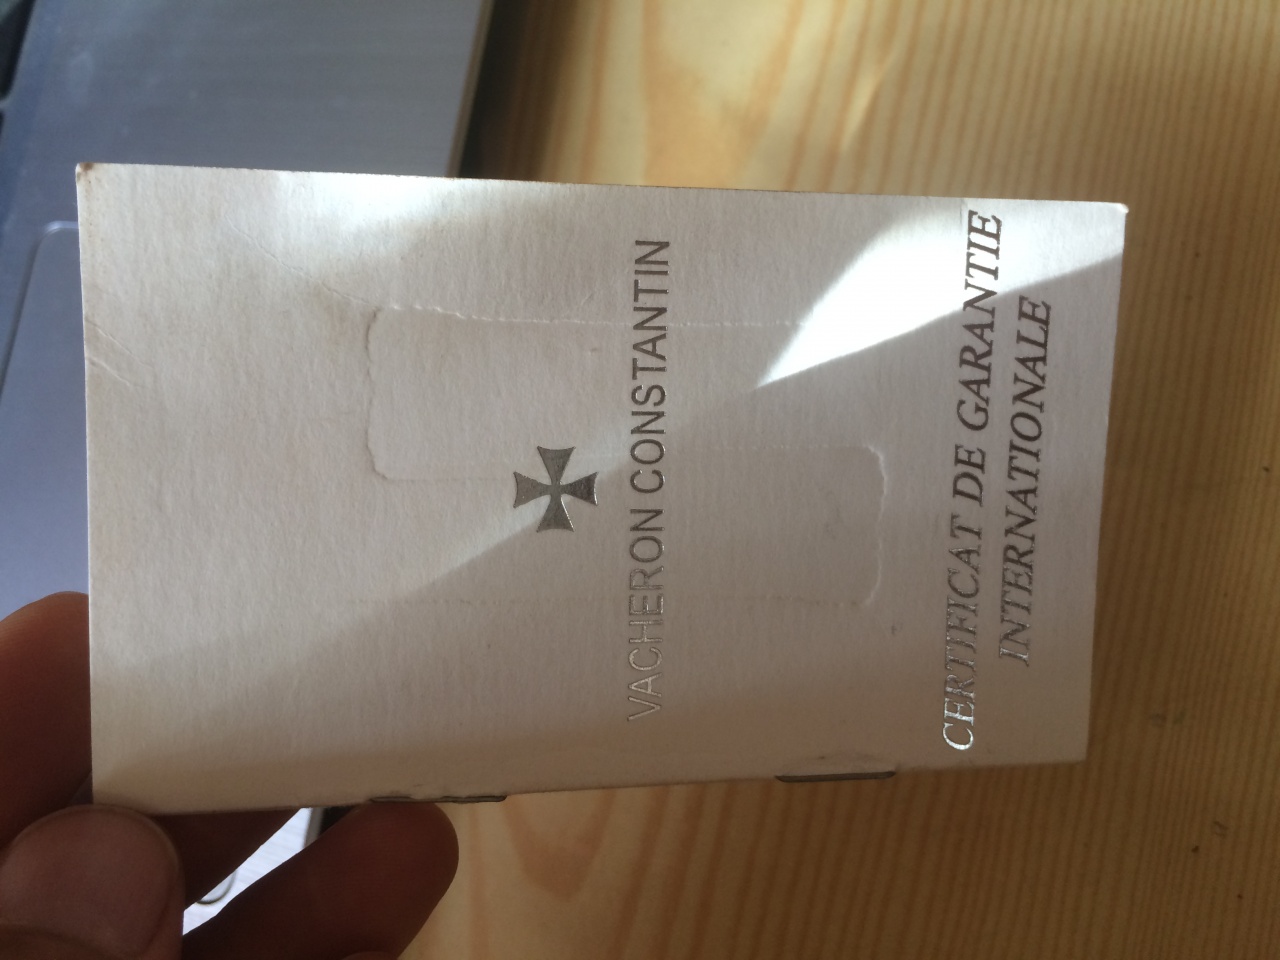 VACHERON CONSTANTIN
CERTIFICAT DE GARANTIE
INTERNATIONALE